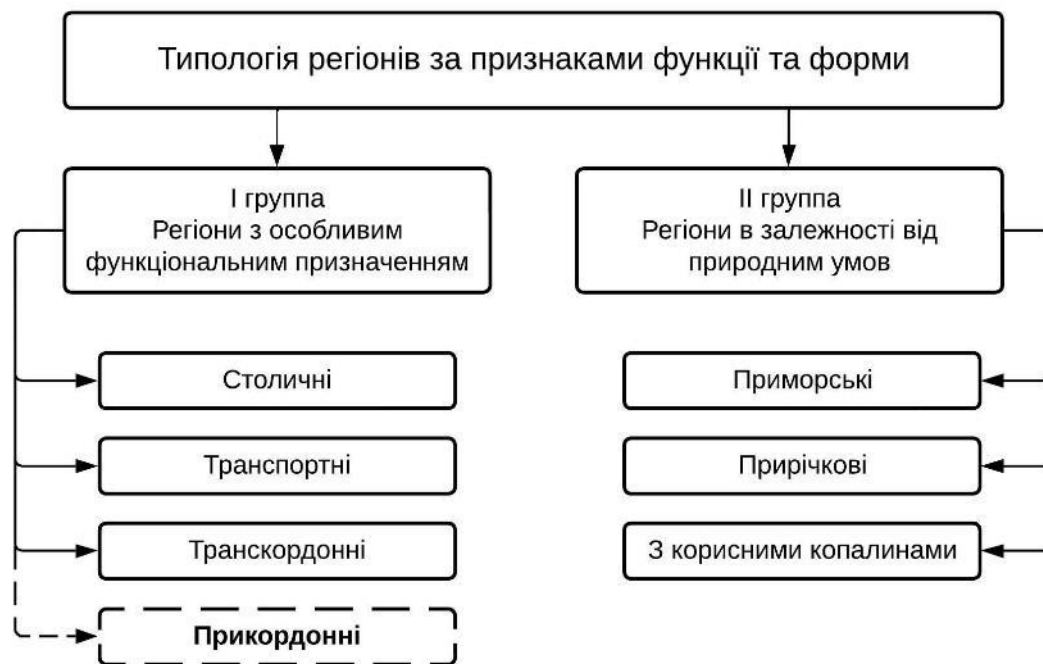 Типологія регіонів за признаками функції та форми
І группа
Регіони з особливим
функціональним призначенням
ІІ группа
Регіони в залежності від
природним умов
Столичні
Транспортні
Транскордонні
Прикордонні
Приморські
Прирічкові
З корисними копалинами